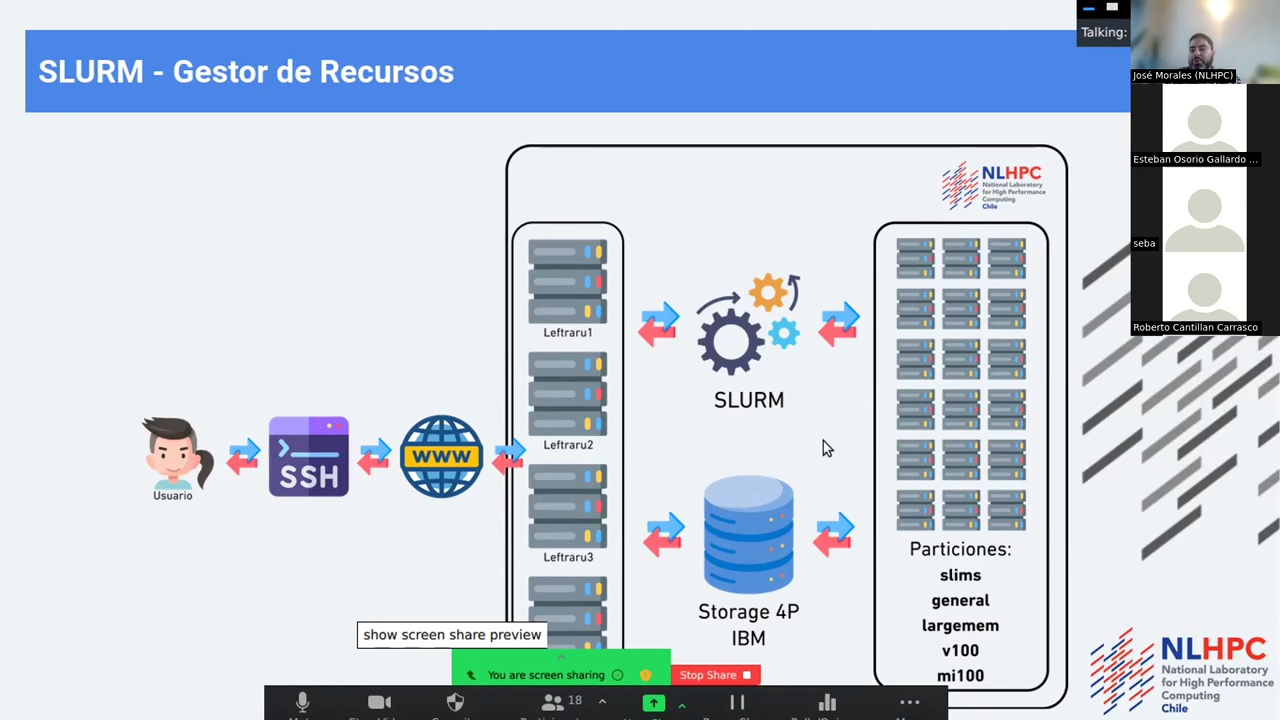 SLURM - Gestor de Recursos
Talking:
José Morales (NLHPC)
Esteban Osorio Gallardo ...
seba
Roberto Cantillan Carrasco
NLHPC
National Laboratory
for High Performance
Computing
Chile
Leftraru1
Leftraru2
Leftraru3
SLURM
Usuario
SSH
WWW
Storage 4P
IBM
Particiones:
slims
general
largemem
v100
mi100
show screen share preview
You are screen sharing
Stop Share
18
NLHPC
National Laboratory
for High Performance
Computing
Chile